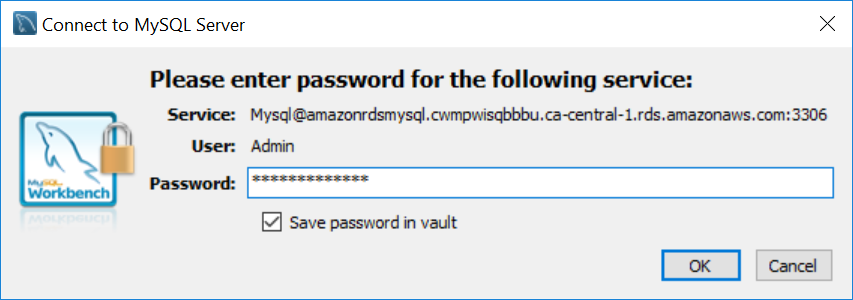 Connect to MySQL Server
Please enter password for the following service:
Service: Mysql@amazonrdsmysql.cwmpwisqbbbu.ca-central-1.rds.amazonaws.com:3306
User: Admin
Password: *************
MySQL
Workbench
Save password in vault
OK Cancel